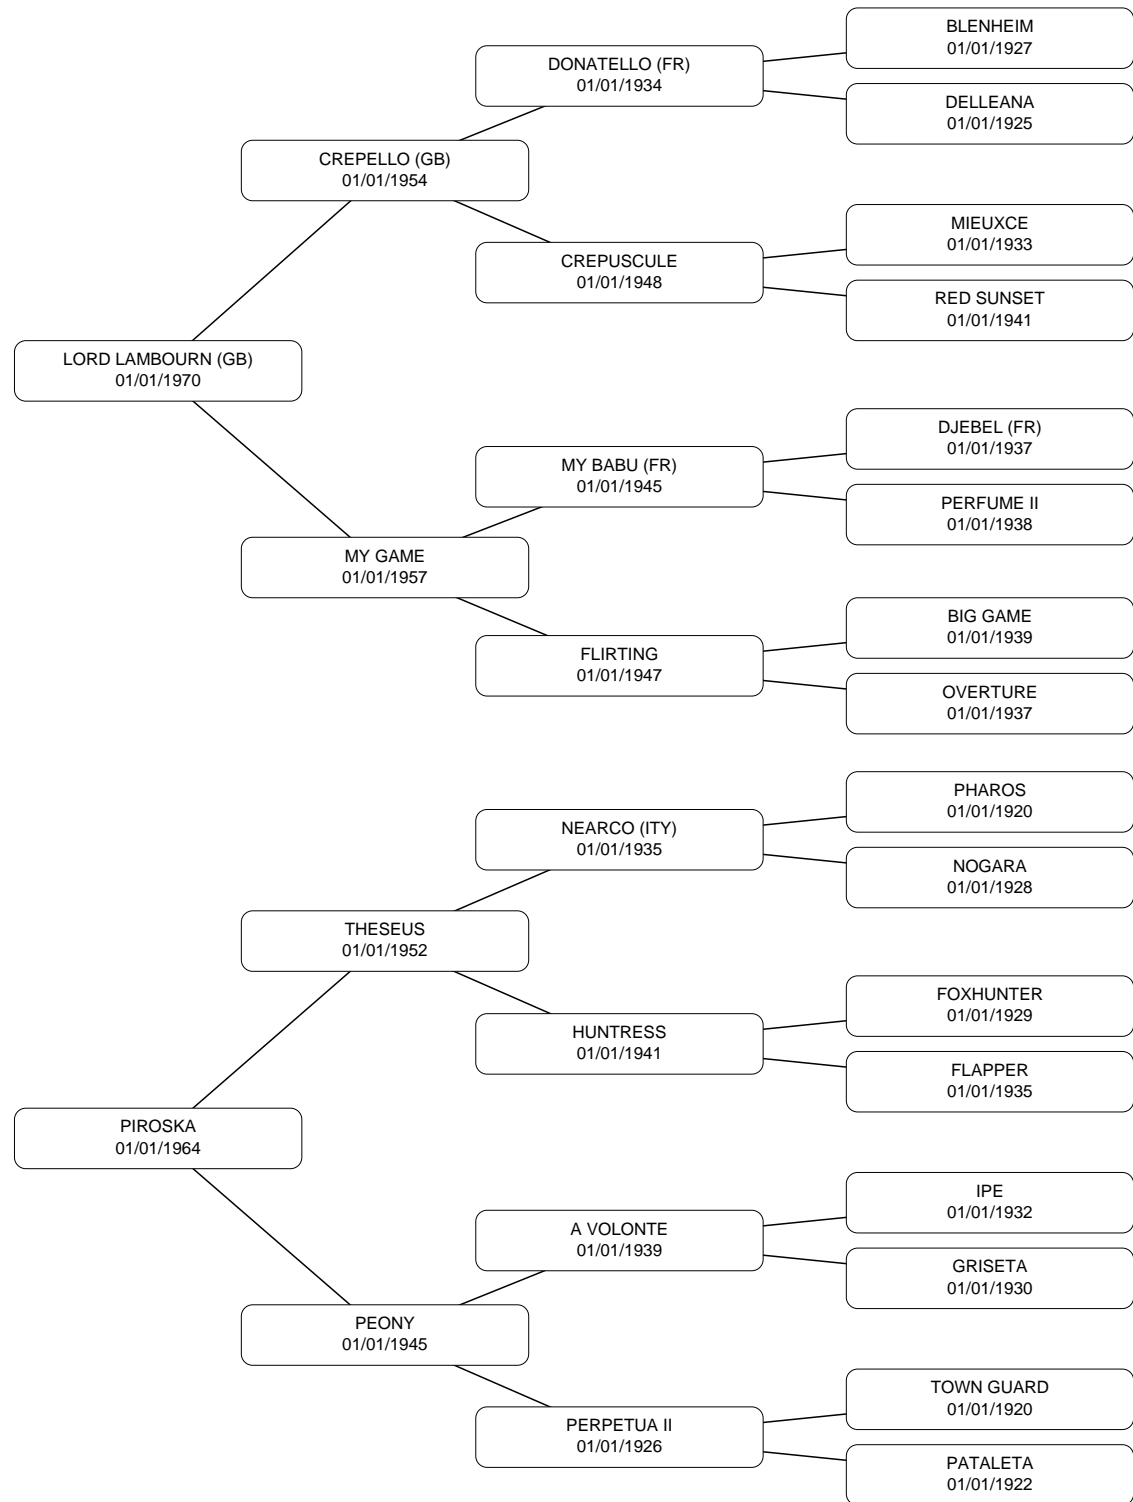 BLENHEIM
01/01/1927
DONATELLO (FR)
01/01/1934
DELLEANA
01/01/1925
CREPELLO (GB)
01/01/1954
MIEUXCE
01/01/1933
CREPUSCULE
01/01/1948
RED SUNSET
01/01/1941
LORD LAMBOURN (GB)
01/01/1970
DJEBEL (FR)
01/01/1937
MY BABU (FR)
01/01/1945
PERFUME II
01/01/1938
MY GAME
01/01/1957
BIG GAME
01/01/1939
FLIRTING
01/01/1947
OVERTURE
01/01/1937
PHAROS
01/01/1920
NEARCO (ITY)
01/01/1935
NOGARA
01/01/1928
THESEUS
01/01/1952
FOXHUNTER
01/01/1929
HUNTRESS
01/01/1941
FLAPPER
01/01/1935
PIROSKA
01/01/1964
IPE
01/01/1932
A VOLONTE
01/01/1939
GRISETA
01/01/1930
PEONY
01/01/1945
TOWN GUARD
01/01/1920
PERPETUA II
01/01/1926
PATALETA
01/01/1922